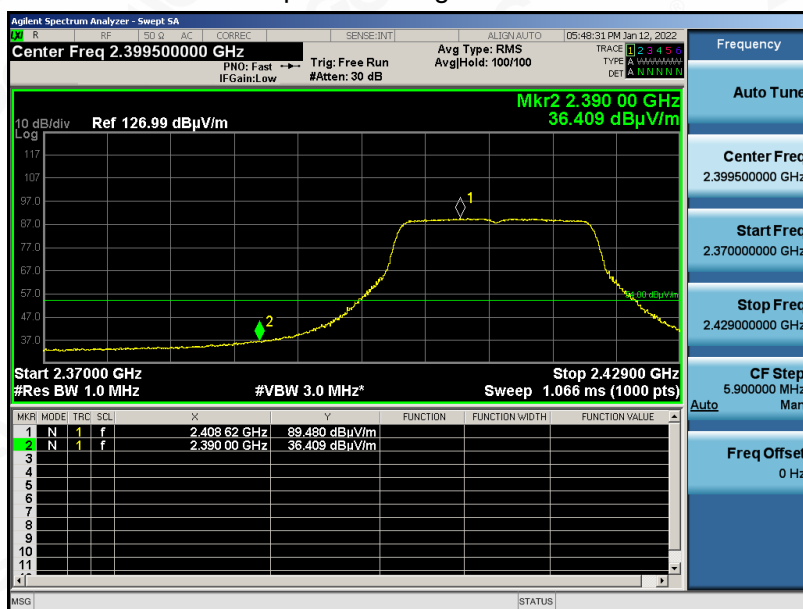 Agilent Spectrum Analyzer - Swept SA
LXI R RF 50 Ω AC CORREC SENSE:INT ALIGN AUTO 05:48:31 PM Jan 12, 2022
Center Freq 2.399500000 GHz
PNO: Fast
IFGain:Low
Trig: Free Run
#Atten: 30 dB
Avg Type: RMS
Avg|Hold: 100/100
TRACE 1 2 3 4 5 6
TYPE A WWWWW
DET A N N N N N
Frequency
Mkr2 2.390 00 GHz
36.409 dBµV/m
10 dB/div Ref 126.99 dBµV/m
Log
117
107
97.0
87.0
77.0
67.0
57.0
47.0
37.0
1
2
Start 2.37000 GHz Stop 2.42900 GHz
#Res BW 1.0 MHz #VBW 3.0 MHz* Sweep 1.066 ms (1000 pts)
MKR MODE TRC SCL X Y FUNCTION FUNCTION WIDTH FUNCTION VALUE
1 N 1 f 2.408 62 GHz 89.480 dBµV/m
2 N 1 f 2.390 00 GHz 36.409 dBµV/m
3
4
5
6
7
8
9
10
11
Auto Tune
Center Freq
2.399500000 GHz
Start Freq
2.370000000 GHz
Stop Freq
2.429000000 GHz
CF Step
5.900000 MHz
Auto Man
Freq Offset
0 Hz
MSG STATUS